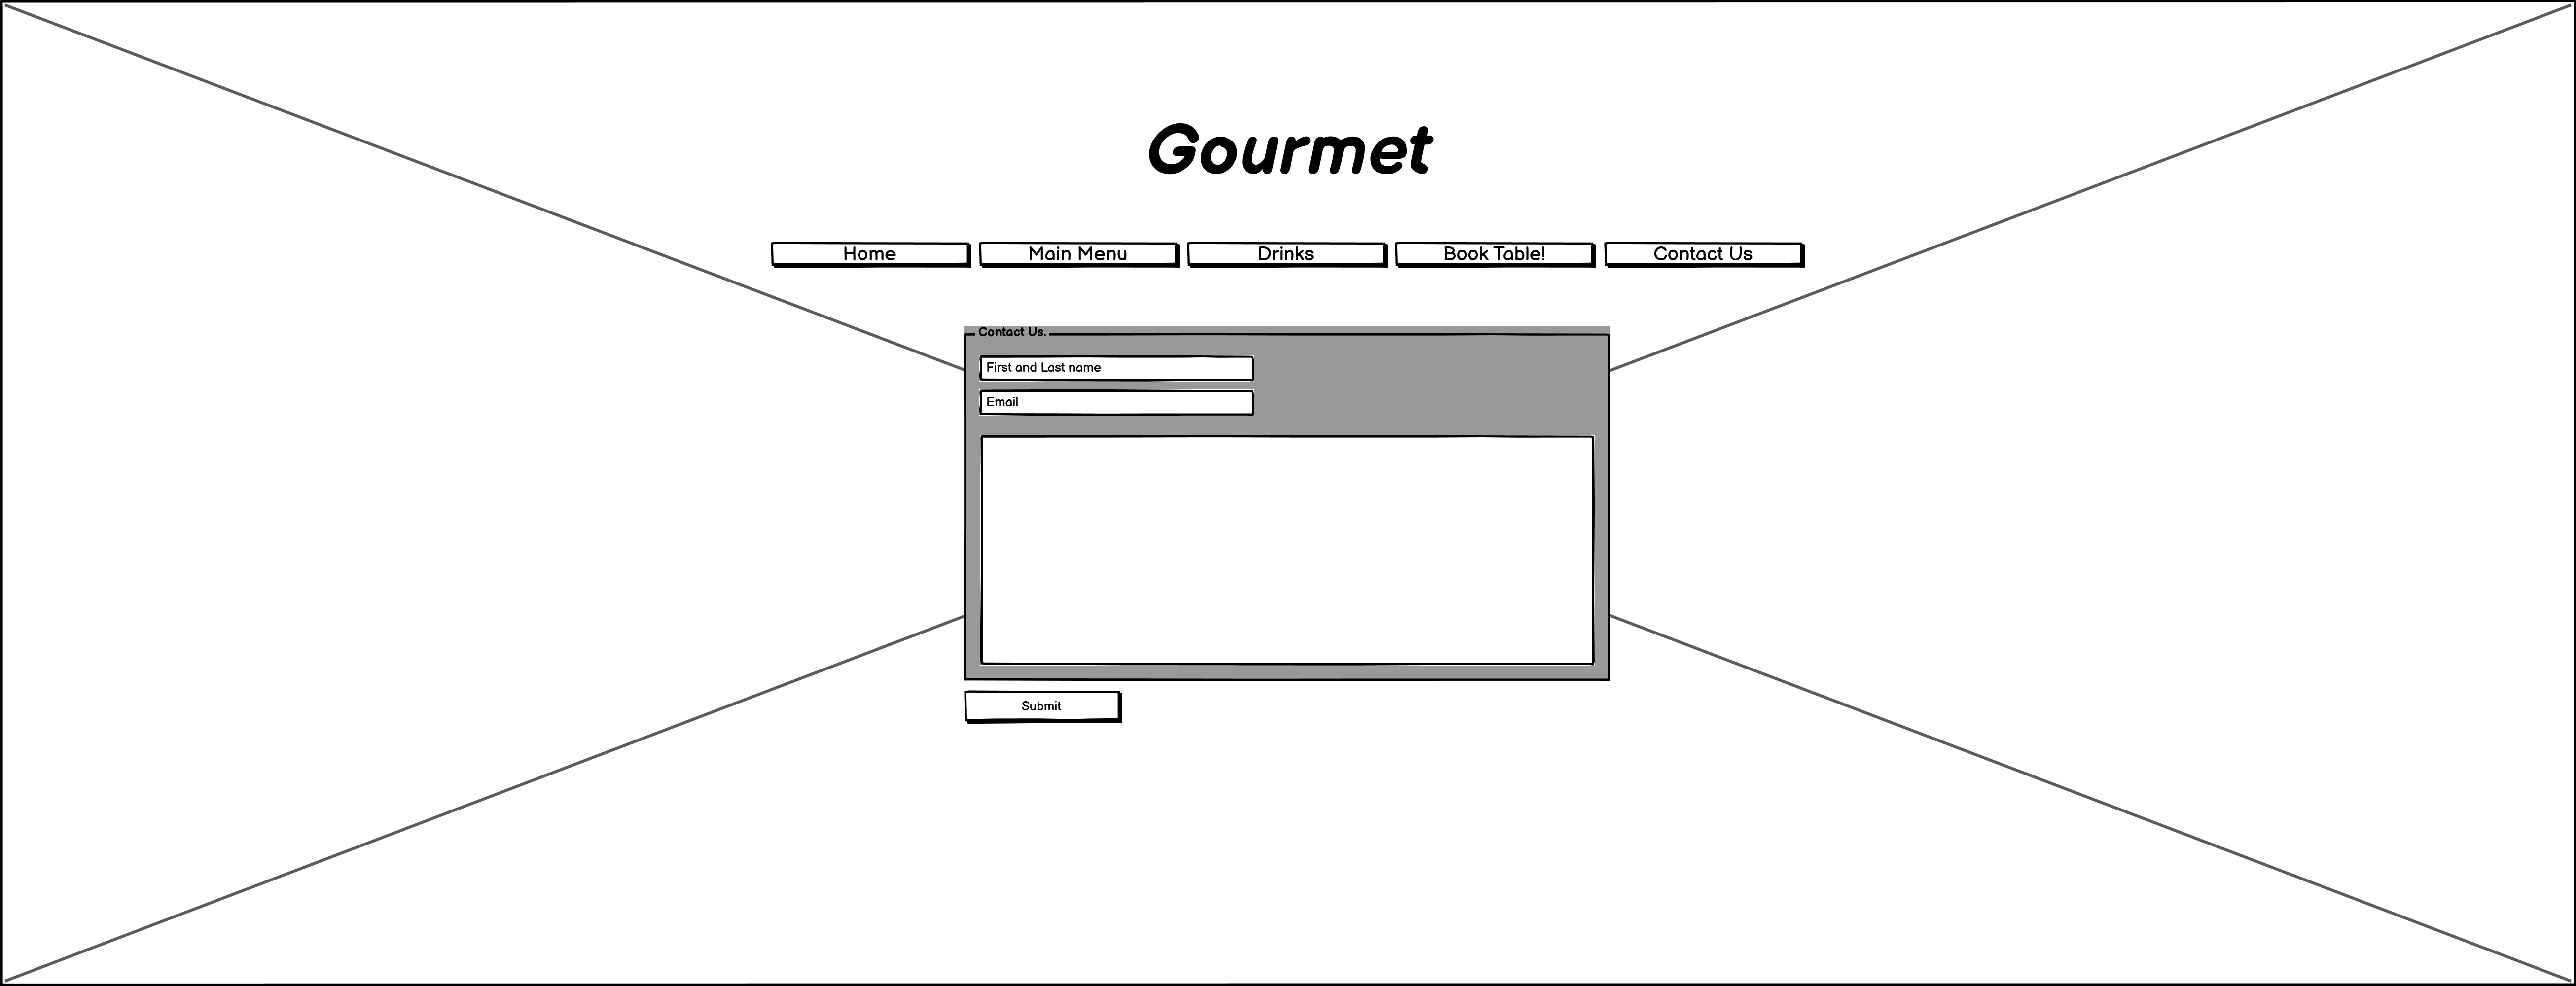 Gourmet
Home Main Menu Drinks Book Table! Contact Us
Contact Us.
First and Last name
Email
Submit